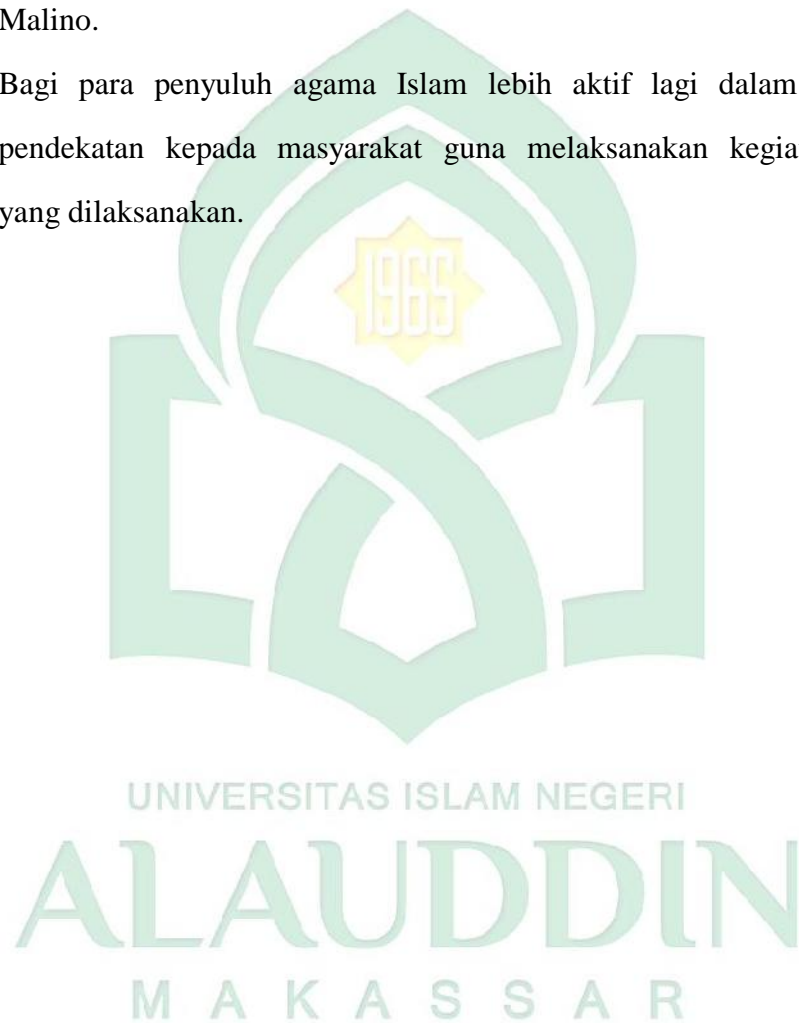 Malino.
Bagi para penyuluh agama Islam lebih aktif lagi dalam
pendekatan kepada masyarakat guna melaksanakan kegia
yang dilaksanakan.
1965
UNIVERSITAS ISLAM NEGERI
ALAUDDIN
MAKASSAR